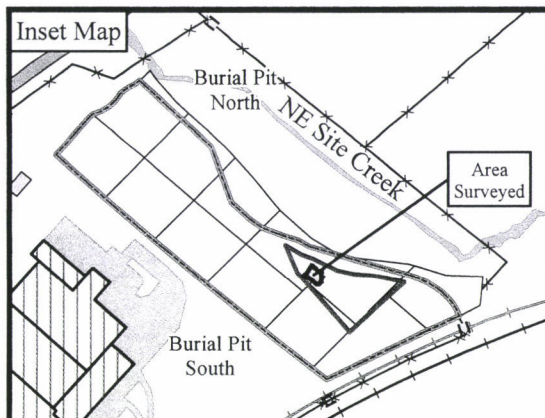 Inset Map
Burial Pit
North
NE Site Creek
Area
Surveyed
Burial Pit
South